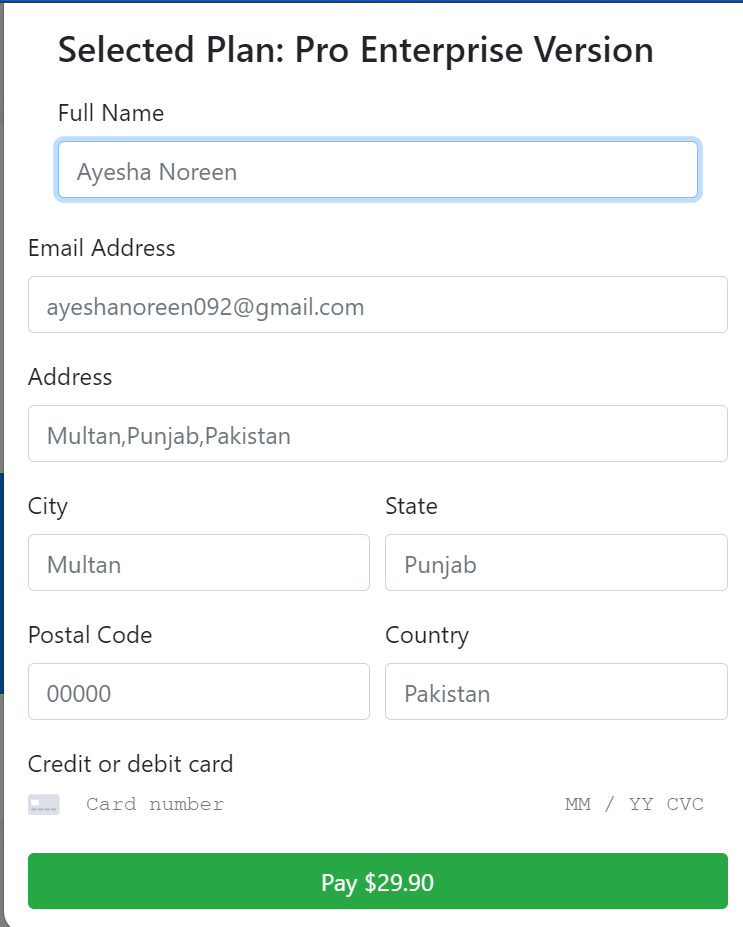 Selected Plan: Pro Enterprise Version
Full Name
Ayesha Noreen
Email Address
ayeshanoreen092@gmail.com
Address
Multan,Punjab,Pakistan
City State
Multan Punjab
Postal Code Country
00000 Pakistan
Credit or debit card
Card number MM / YY CVC
Pay $29.90